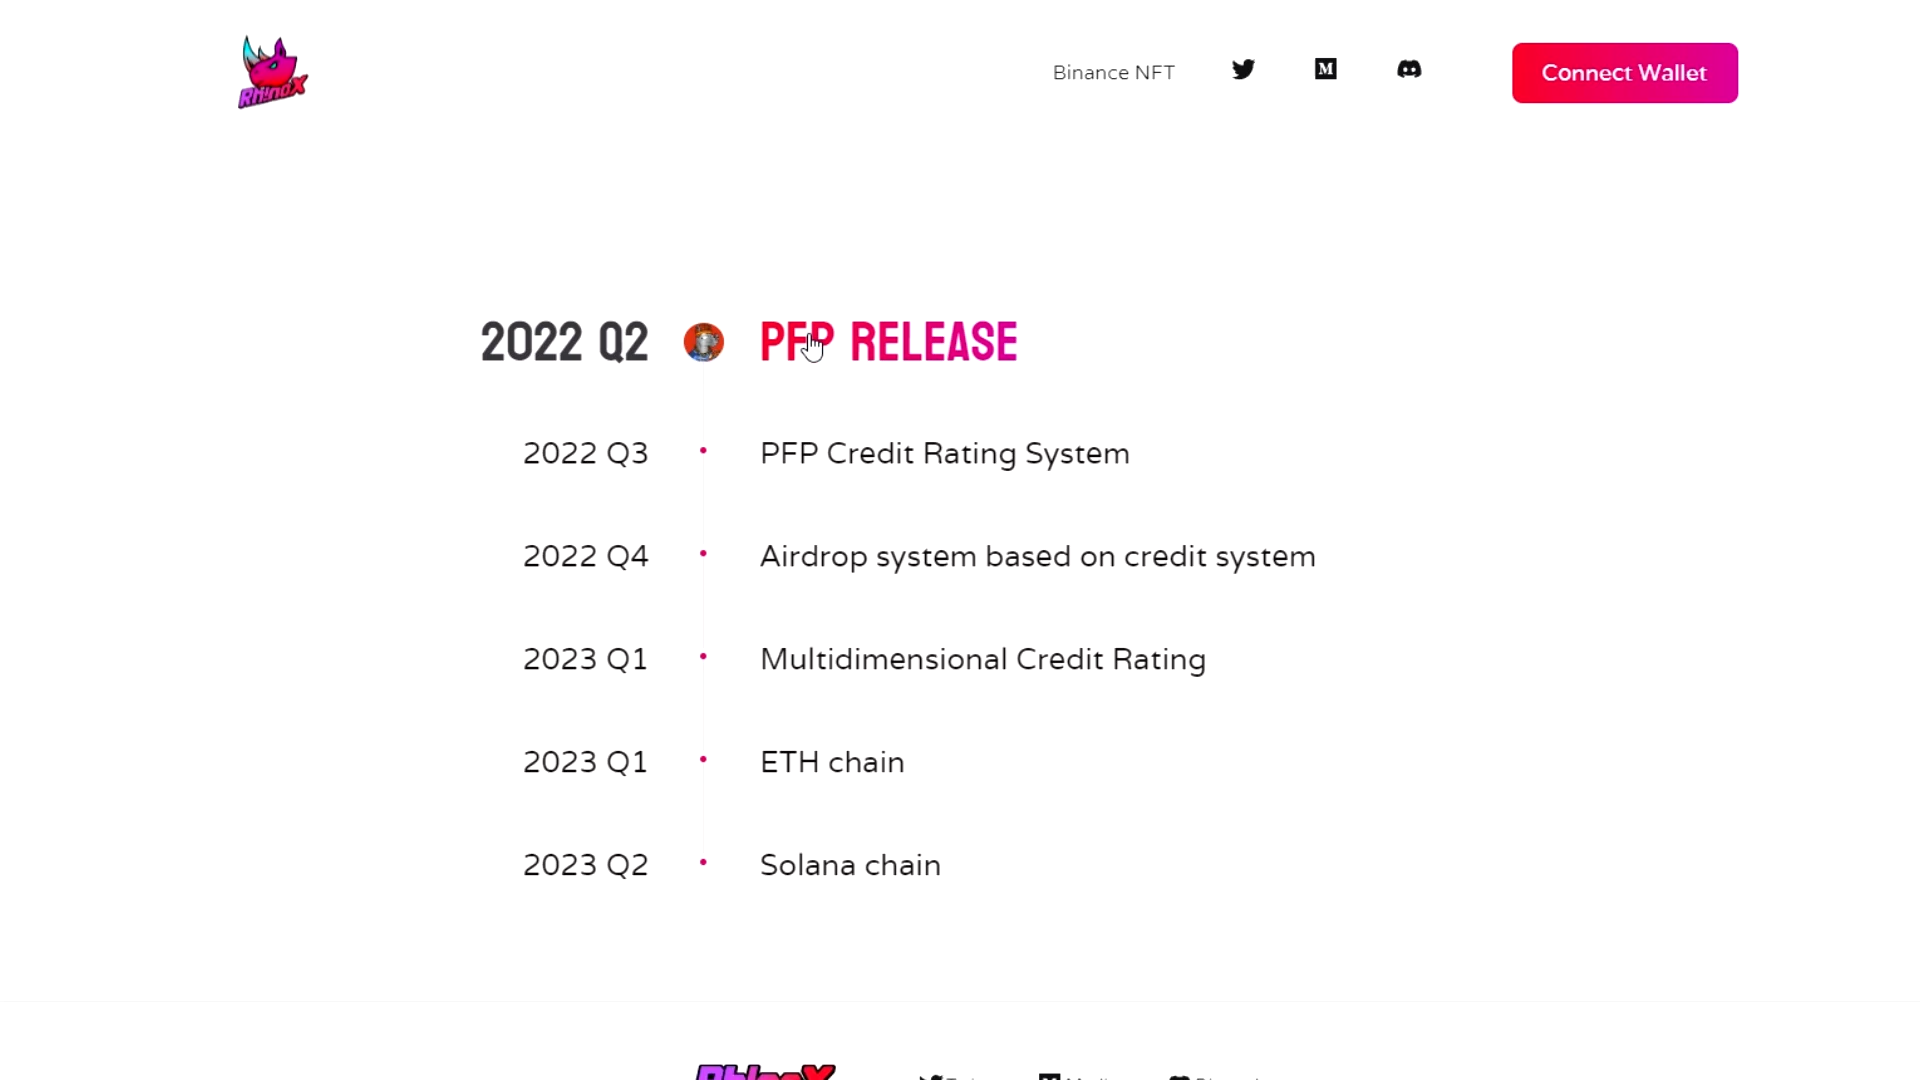 RhinoX
Binance NFT
Connect Wallet
2022 Q2 PFP RELEASE
2022 Q3 PFP Credit Rating System
2022 Q4 Airdrop system based on credit system
2023 Q1 Multidimensional Credit Rating
2023 Q1 ETH chain
2023 Q2 Solana chain
RhinoX